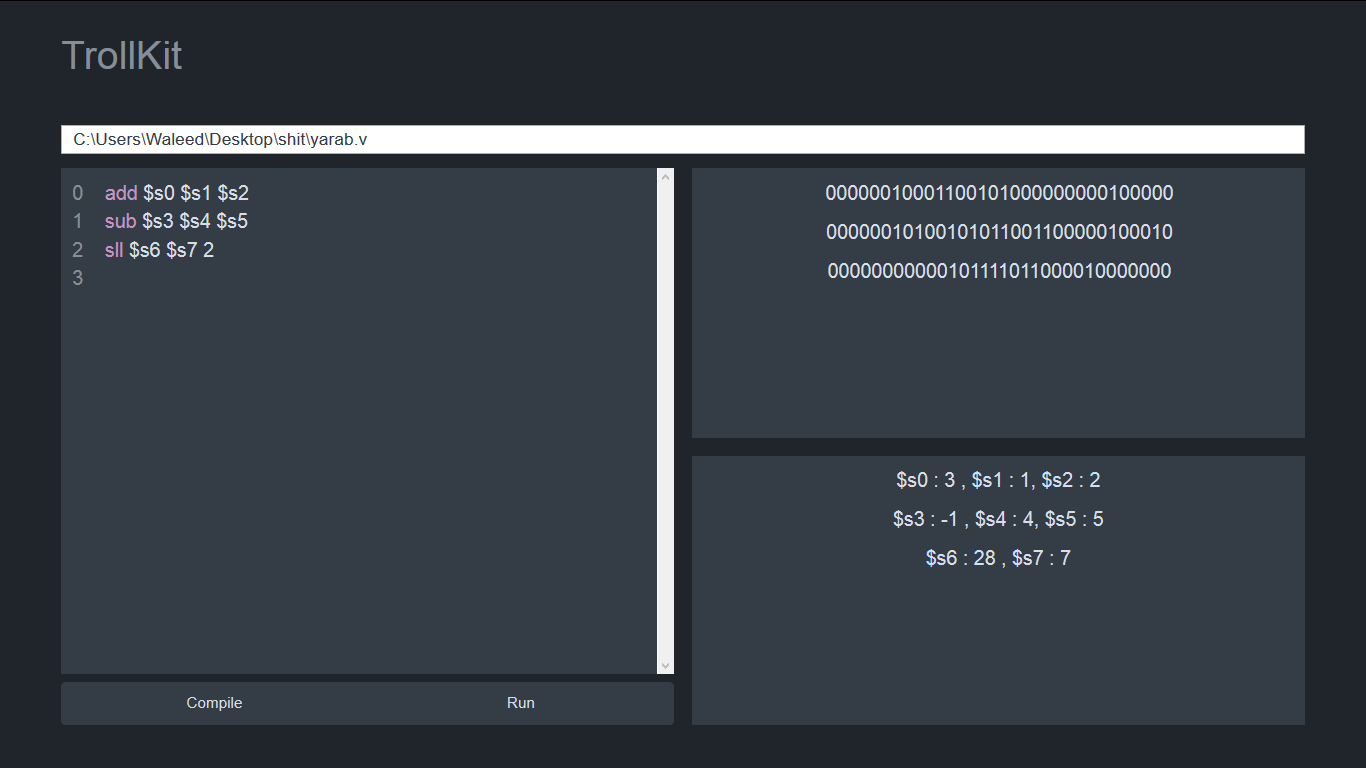 TrollKit
C:\Users\Waleed\Desktop\shit\yarab.v
0 add $s0 $s1 $s2
1 sub $s3 $s4 $s5
2 sll $s6 $s7 2
3
Compile
Run
00000010001100101000000000100000
00000010100101011001100000100010
00000000000101111011000010000000
$s0 : 3 , $s1 : 1, $s2 : 2
$s3 : -1 , $s4 : 4, $s5 : 5
$s6 : 28 , $s7 : 7